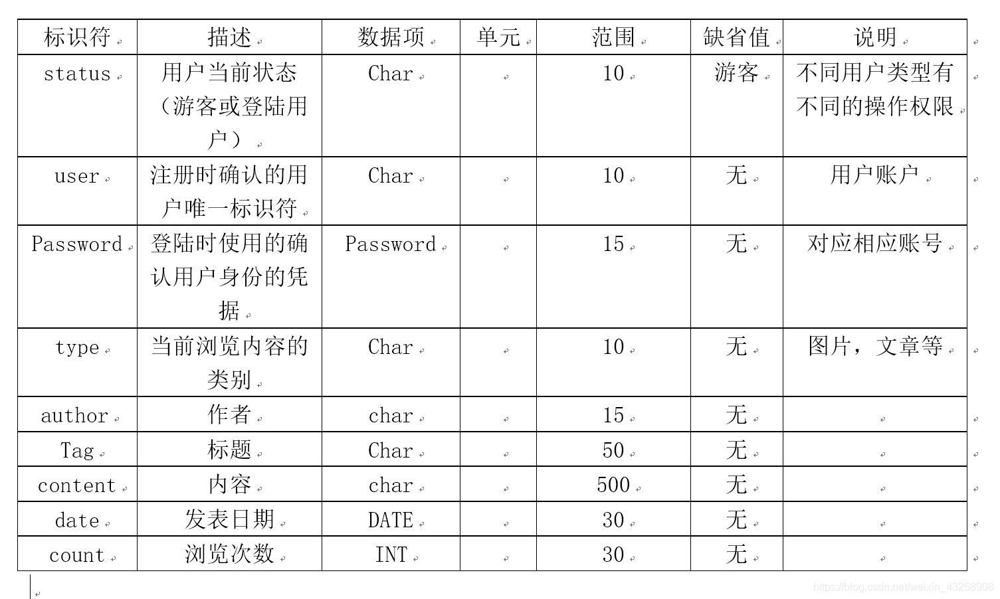 标识符 描述 数据项 单元 范围 缺省值 说明
status 用户当前状态 Char 10 游客 不同用户类型有
（游客或登陆用 不同的操作权限
户）
user 注册时确认的用 Char 10 无 用户账户
户唯一标识符
Password 登陆时使用的确 Password 15 无 对应相应账号
认用户身份的凭
据
type 当前浏览内容的 Char 10 无 图片，文章等
类别
author 作者 char 15 无
Tag 标题 Char 50 无
content 内容 char 500 无
date 发表日期 DATE 30 无
count 浏览次数 INT 30 无
https://blog.csdn.net/weixin_43258908